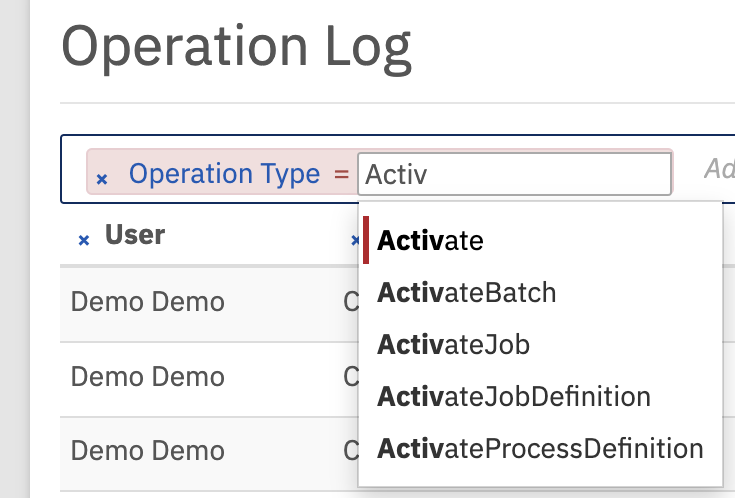 Operation Log
× Operation Type = Activ Ad
× User ×
Activate
ActivateBatch
Demo Demo C
ActivateJob
Demo Demo C
ActivateJobDefinition
Demo Demo C
ActivateProcessDefinition